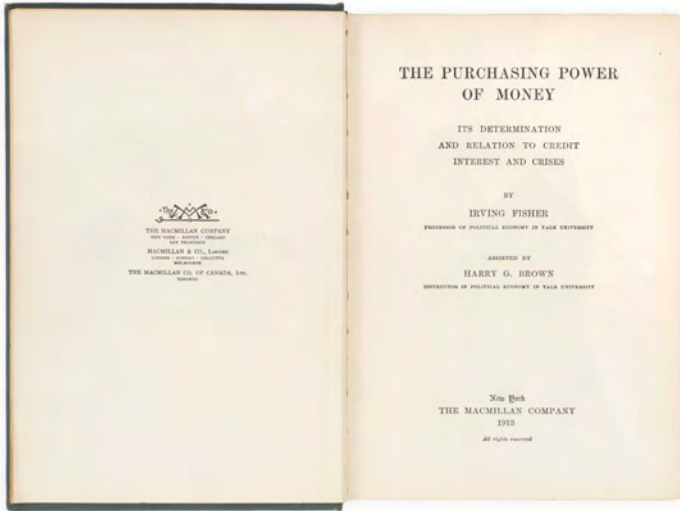 The M Co.
THE MACMILLAN COMPANY
NEW YORK · BOSTON · CHICAGO
SAN FRANCISCO
MACMILLAN & CO., LIMITED
LONDON · BOMBAY · CALCUTTA
MELBOURNE
THE MACMILLAN CO. OF CANADA, LTD.
TORONTO
THE PURCHASING POWER
OF MONEY
ITS DETERMINATION
AND RELATION TO CREDIT
INTEREST AND CRISES
BY
IRVING FISHER
PROFESSOR OF POLITICAL ECONOMY IN YALE UNIVERSITY
ASSISTED BY
HARRY G. BROWN
INSTRUCTOR IN POLITICAL ECONOMY IN YALE UNIVERSITY
New York
THE MACMILLAN COMPANY
1913
All rights reserved